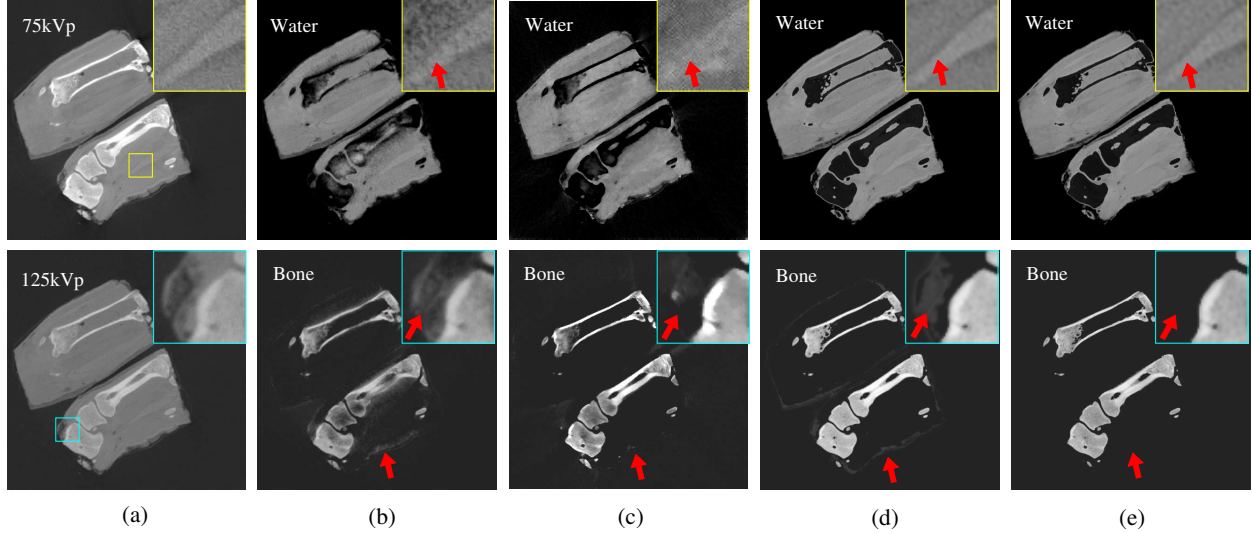 75kVp
Water
Water
Water
Water
125kVp
Bone
Bone
Bone
Bone
(a)
(b)
(c)
(d)
(e)